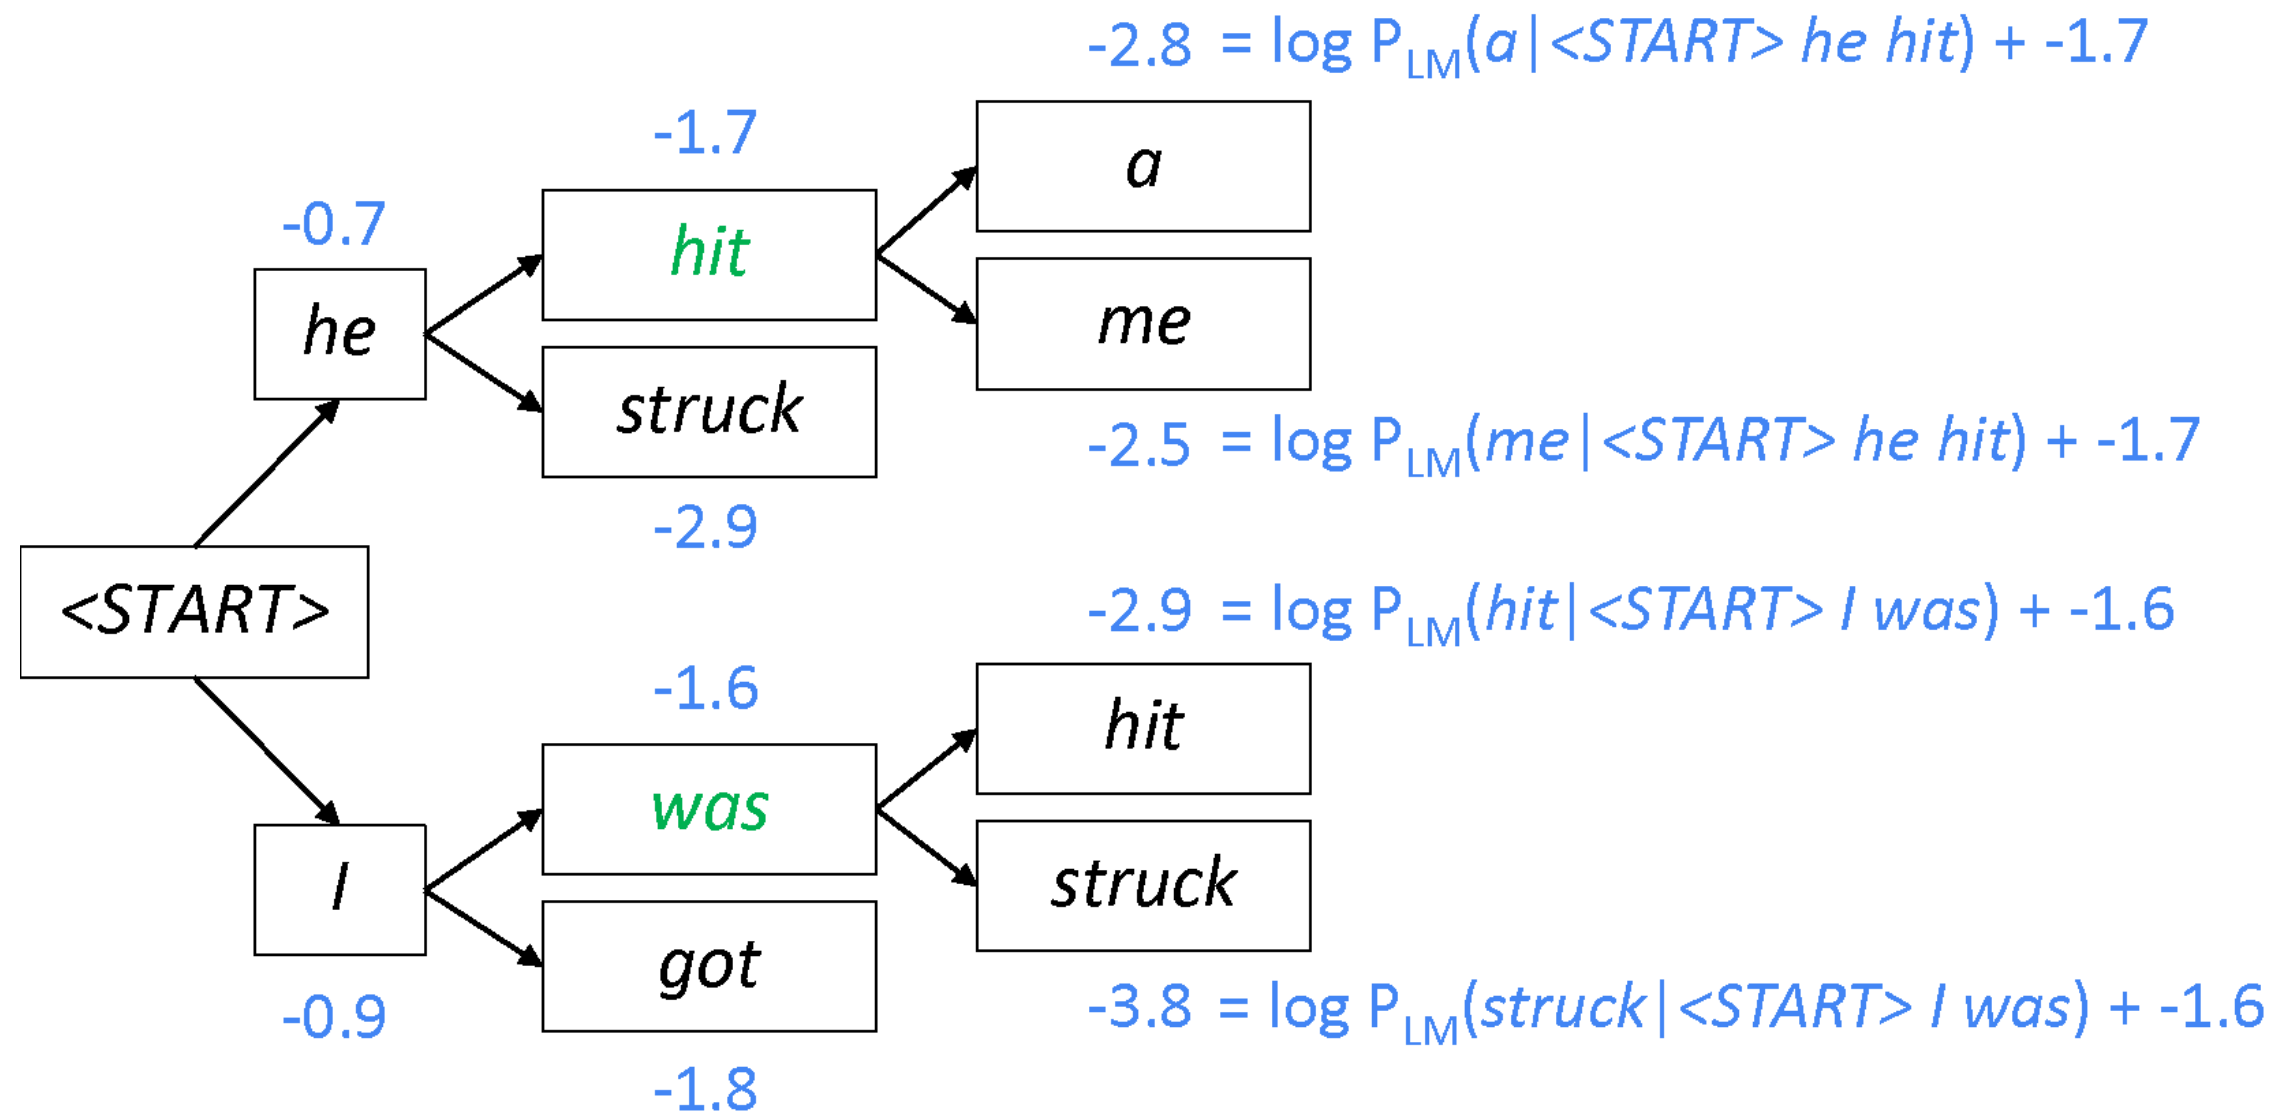 -2.8 = log P_LM(a|<START> he hit) + -1.7
-1.7
a
-0.7
hit
he
me
struck
-2.5 = log P_LM(me|<START> he hit) + -1.7
-2.9
<START>
-2.9 = log P_LM(hit|<START> I was) + -1.6
-1.6
hit
was
I
struck
got
-0.9
-3.8 = log P_LM(struck|<START> I was) + -1.6
-1.8